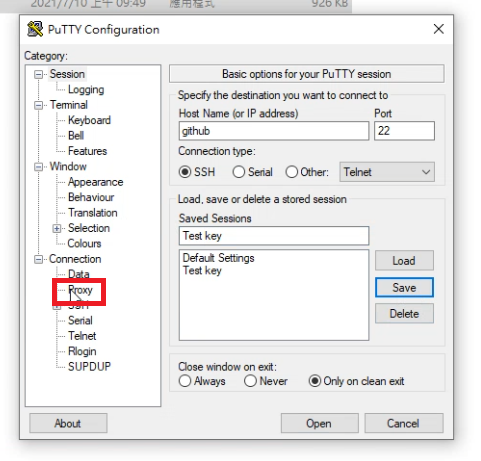 2021/7/10 上午 09:49 應用程式 926 KB
PuTTY Configuration
Category:
Session
Logging
Terminal
Keyboard
Bell
Features
Window
Appearance
Behaviour
Translation
Selection
Colours
Connection
Data
Proxy
SSH
Serial
Telnet
Rlogin
SUPDUP
Basic options for your PuTTY session
Specify the destination you want to connect to
Host Name (or IP address) Port
github 22
Connection type:
SSH Serial Other: Telnet
Load, save or delete a stored session
Saved Sessions
Test key
Default Settings
Test key
Load
Save
Delete
Close window on exit:
Always Never Only on clean exit
About Open Cancel